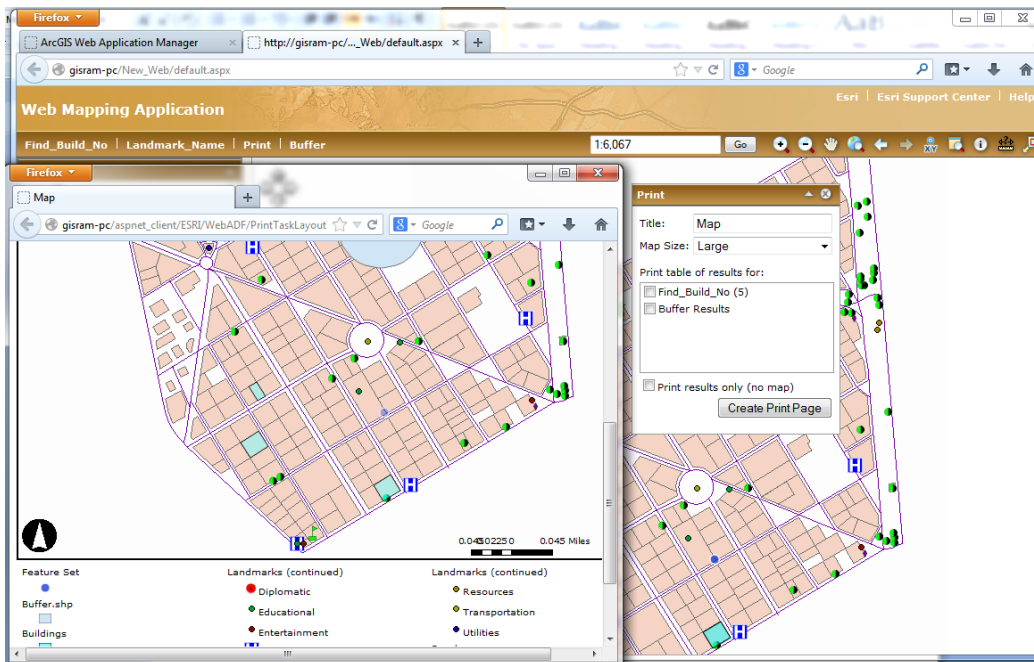 Firefox
ArcGIS Web Application Manager
http://gisram-pc/..._Web/default.aspx
gisram-pc/New_Web/default.aspx
Google
Esri | Esri Support Center | Help
Web Mapping Application
Find_Build_No | Landmark_Name | Print | Buffer
1:6,067
Go
XY
Firefox
Map
gisram-pc/aspnet_client/ESRI/WebADF/PrintTaskLayout
Google
Print
Title: Map
Map Size: Large
Print table of results for:
Find_Build_No (5)
Buffer Results
Print results only (no map)
Create Print Page
H
H
H
H
H
H
0.045 Miles
Feature Set
Buffer.shp
Buildings
Landmarks (continued)
Diplomatic
Educational
Entertainment
Landmarks (continued)
Resources
Transportation
Utilities